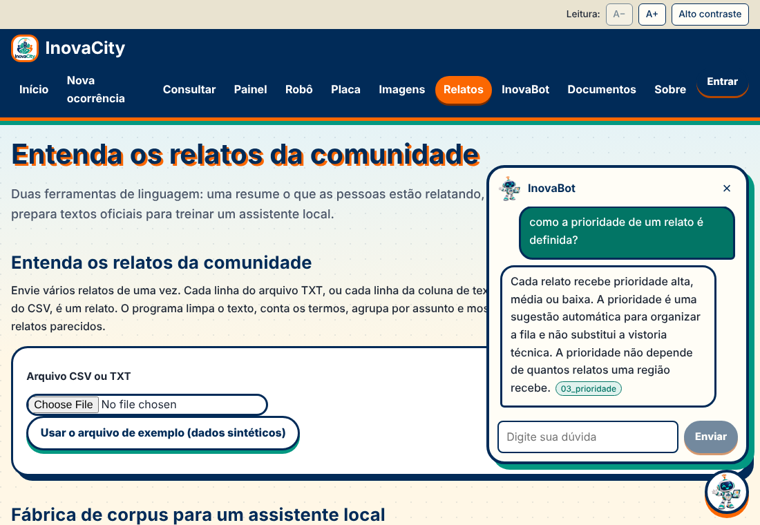 Leitura: A− A+ Alto contraste
InovaCity
Início Nova ocorrência Consultar Painel Robô Placa Imagens Relatos InovaBot Documentos Sobre Entrar
Entenda os relatos da comunidade
Duas ferramentas de linguagem: uma resume o que as pessoas estão relatando,
prepara textos oficiais para treinar um assistente local.
Entenda os relatos da comunidade
Envie vários relatos de uma vez. Cada linha do arquivo TXT, ou cada linha da coluna de
do CSV, é um relato. O programa limpa o texto, conta os termos, agrupa por assunto e
relatos parecidos.
Arquivo CSV ou TXT
Choose File No file chosen
Usar o arquivo de exemplo (dados sintéticos)
Fábrica de corpus para um assistente local
InovaBot ×
como a prioridade de um relato é
definida?
Cada relato recebe prioridade alta,
média ou baixa. A prioridade é uma
sugestão automática para organizar
a fila e não substitui a vistoria
técnica. A prioridade não depende
de quantos relatos uma região
recebe. 03_prioridade
Digite sua dúvida Enviar